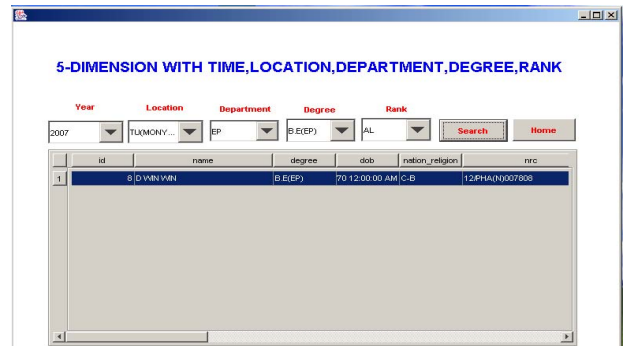 5-DIMENSION WITH TIME,LOCATION,DEPARTMENT,DEGREE,RANK
Year Location Department Degree Rank
2007 TU(MONY... EP B.E(EP) AL Search Home
id name degree dob nation_religion nrc
1 8 D WIN WIN B.E(EP) 70 12:00:00 AM C-B 12/PHA(N)007808